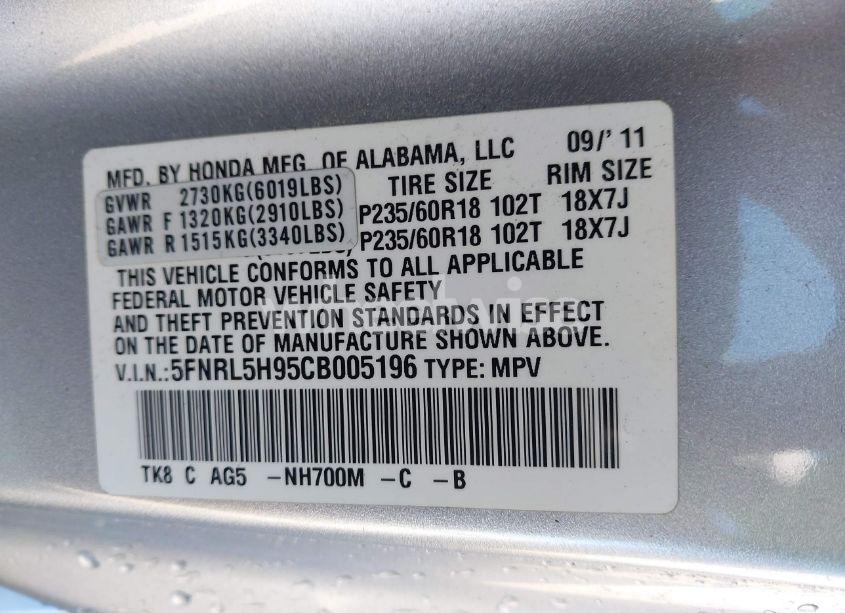 MFD. BY HONDA MFG. OF ALABAMA, LLC 09/' 11
GVWR 2730KG(6019LBS) TIRE SIZE RIM SIZE
GAWR F 1320KG(2910LBS) P235/60R18 102T 18X7J
GAWR R 1515KG(3340LBS) P235/60R18 102T 18X7J
THIS VEHICLE CONFORMS TO ALL APPLICABLE
FEDERAL MOTOR VEHICLE SAFETY
AND THEFT PREVENTION STANDARDS IN EFFECT
ON THE DATE OF MANUFACTURE SHOWN ABOVE.
V.I.N.:5FNRL5H95CB005196 TYPE: MPV
TK8 C AG5 -NH700M -C -B